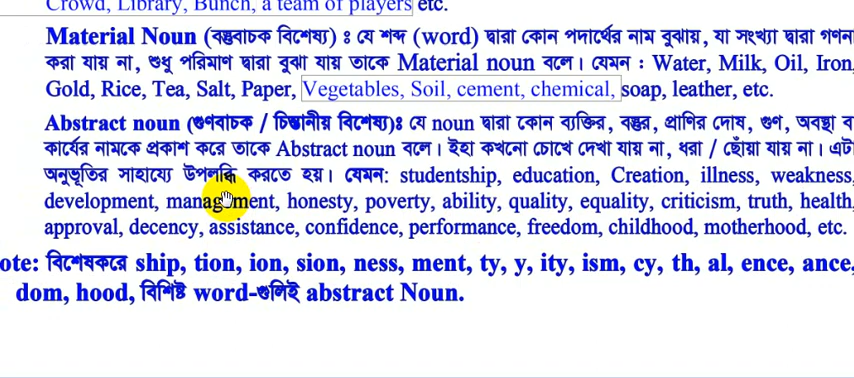 Crowd, Library, Bunch, a team of players etc.
Material Noun (বস্তুবাচক বিশেষ্য) ঃ যে শব্দ (word) দ্বারা কোন পদার্থের নাম বুঝায়, যা সংখ্যা দ্বারা গণনা
করা যায় না, শুধু পরিমাণ দ্বারা বুঝা যায় তাকে Material noun বলে। যেমন : Water, Milk, Oil, Iron,
Gold, Rice, Tea, Salt, Paper, Vegetables, Soil, cement, chemical, soap, leather, etc.
Abstract noun (গুণবাচক / চিন্তানীয় বিশেষ্য)ঃ যে noun দ্বারা কোন ব্যক্তির, বস্তুর, প্রাণির দোষ, গুণ, অবস্থা ব
কার্যের নামকে প্রকাশ করে তাকে Abstract noun বলে। ইহা কখনো চোখে দেখা যায় না, ধরা / ছোঁয়া যায় না। এটা
অনুভূতির সাহায্যে উপলব্ধি করতে হয়। যেমন: studentship, education, Creation, illness, weakness,
development, management, honesty, poverty, ability, quality, equality, criticism, truth, health,
approval, decency, assistance, confidence, performance, freedom, childhood, motherhood, etc.
ote: বিশেষকরে ship, tion, ion, sion, ness, ment, ty, y, ity, ism, cy, th, al, ence, ance,
dom, hood, বিশিষ্ট word-গুলিই abstract Noun.